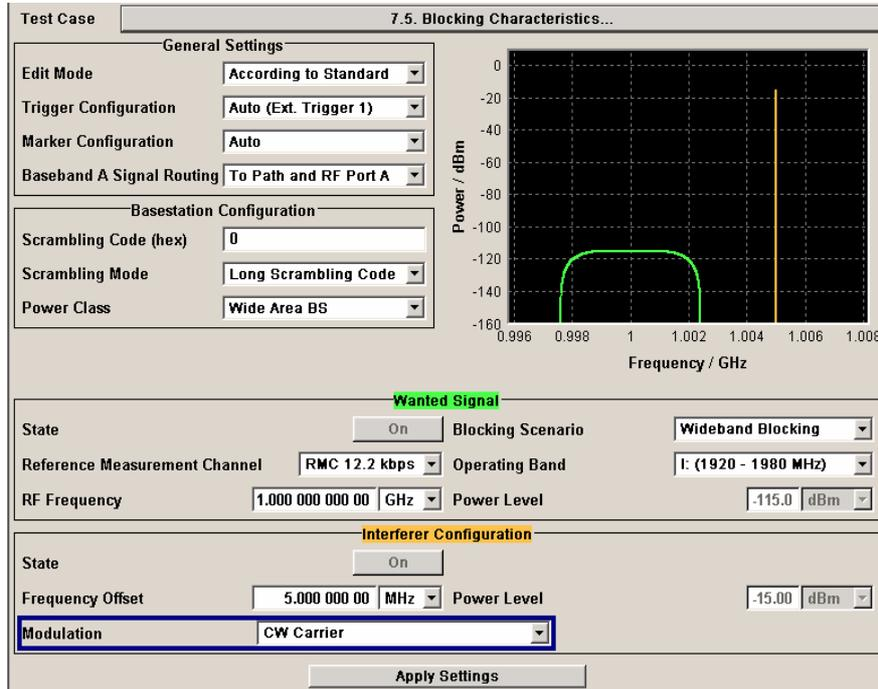 Test Case
7.5. Blocking Characteristics...
General Settings
Edit Mode
According to Standard
Trigger Configuration
Auto (Ext. Trigger 1)
Marker Configuration
Auto
Baseband A Signal Routing
To Path and RF Port A
Basestation Configuration
Scrambling Code (hex)
0
Scrambling Mode
Long Scrambling Code
Power Class
Wide Area BS
Power / dBm
0
-20
-40
-60
-80
-100
-120
-140
-160
0.996 0.998 1 1.002 1.004 1.006 1.008
Frequency / GHz
Wanted Signal
State
On
Blocking Scenario
Wideband Blocking
Reference Measurement Channel
RMC 12.2 kbps
Operating Band
I: (1920 - 1980 MHz)
RF Frequency
1.000 000 000 00 GHz
Power Level
-115.0 dBm
Interferer Configuration
State
On
Frequency Offset
5.000 000 00 MHz
Power Level
-15.00 dBm
Modulation
CW Carrier
Apply Settings